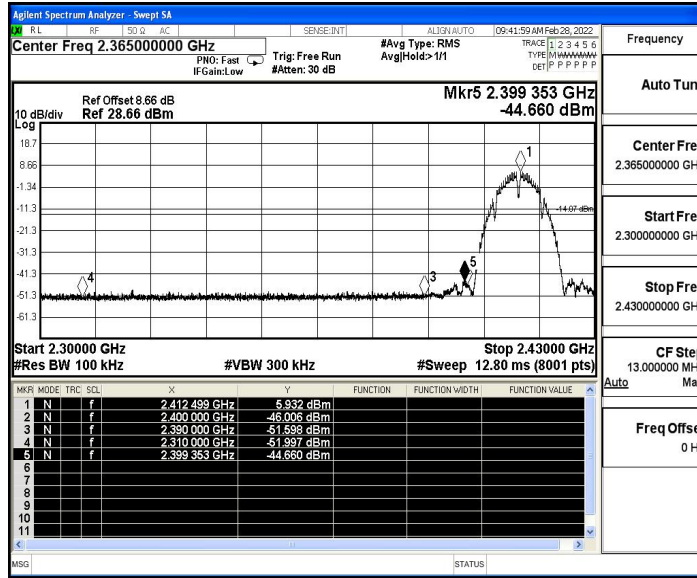 Agilent Spectrum Analyzer - Swept SA
LXI RL RF 50 Ω AC SENSE:INT ALIGN AUTO 09:41:59 AM Feb 28, 2022
Center Freq 2.365000000 GHz
PNO: Fast
IFGain:Low
Trig: Free Run
#Atten: 30 dB
#Avg Type: RMS
Avg|Hold:>1/1
TRACE 1 2 3 4 5 6
TYPE M W W W W W
DET P P P P P P
Ref Offset 8.66 dB
Ref 28.66 dBm
10 dB/div
Log
Mkr5 2.399 353 GHz
-44.660 dBm
18.7
8.66
-1.34
-11.3
-21.3
-31.3
-41.3
-51.3
-61.3
1
-14.07 dBm
5
3
4
Start 2.30000 GHz
Stop 2.43000 GHz
#Res BW 100 kHz
#VBW 300 kHz
#Sweep 12.80 ms (8001 pts)
MKR MODE TRC SCL X Y FUNCTION FUNCTION WIDTH FUNCTION VALUE
1 N f 2.412 499 GHz 5.932 dBm
2 N f 2.400 000 GHz -46.006 dBm
3 N f 2.390 000 GHz -51.598 dBm
4 N f 2.310 000 GHz -51.997 dBm
5 N f 2.399 353 GHz -44.660 dBm
6
7
8
9
10
11
MSG
STATUS
Frequency
Auto Tun
Center Fre
2.365000000 GH
Start Fre
2.300000000 GH
Stop Fre
2.430000000 GH
CF Ste
13.000000 MH
Auto Ma
Freq Offse
0 H